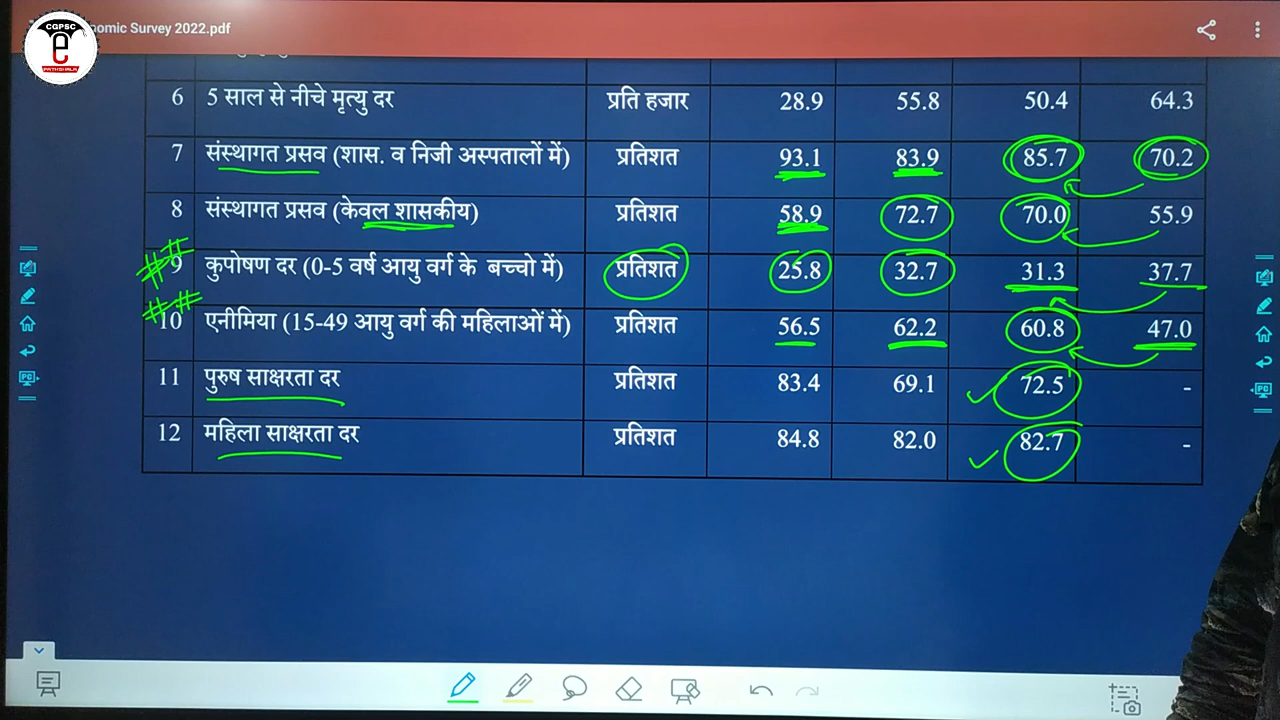 CGPSC
e
PATHSHALA
nomic Survey 2022.pdf
6 5 साल से नीचे मृत्यु दर प्रति हजार 28.9 55.8 50.4 64.3
7 संस्थागत प्रसव (शास. व निजी अस्पतालों में) प्रतिशत 93.1 83.9 85.7 70.2
8 संस्थागत प्रसव (केवल शासकीय) प्रतिशत 58.9 72.7 70.0 55.9
9 कुपोषण दर (0-5 वर्ष आयु वर्ग के बच्चो में) प्रतिशत 25.8 32.7 31.3 37.7
10 एनीमिया (15-49 आयु वर्ग की महिलाओं में) प्रतिशत 56.5 62.2 60.8 47.0
11 पुरुष साक्षरता दर प्रतिशत 83.4 69.1 72.5 -
12 महिला साक्षरता दर प्रतिशत 84.8 82.0 82.7 -